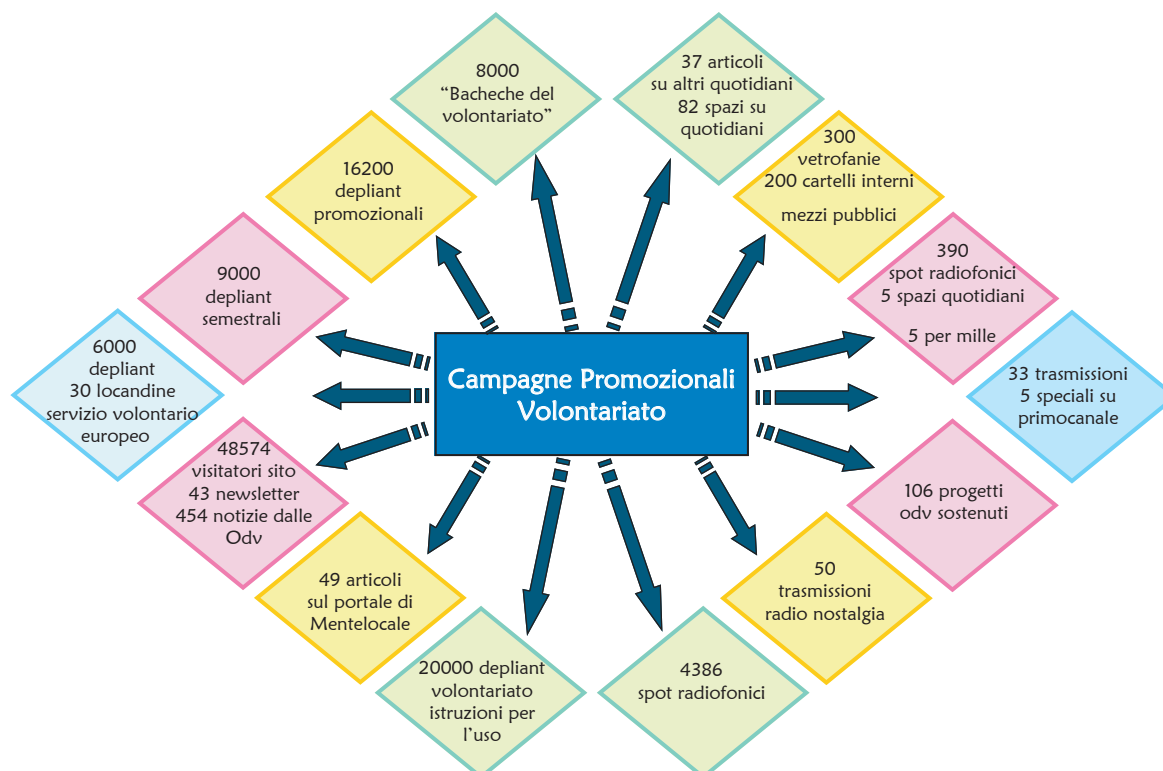 8000
“Bacheche del
volontariato”
37 articoli
su altri quotidiani
82 spazi su
quotidiani
16200
depliant
promozionali
300
vetrofanie
200 cartelli interni
mezzi pubblici
9000
depliant
semestrali
390
spot radiofonici
5 spazi quotidiani
5 per mille
6000
depliant
30 locandine
servizio volontario
europeo
Campagne Promozionali
Volontariato
33 trasmissioni
5 speciali su
primocanale
48574
visitatori sito
43 newsletter
454 notizie dalle
Odv
106 progetti
odv sostenuti
49 articoli
sul portale di
Mentelocale
50
trasmissioni
radio nostalgia
20000 depliant
volontariato
istruzioni per
l’uso
4386
spot radiofonici